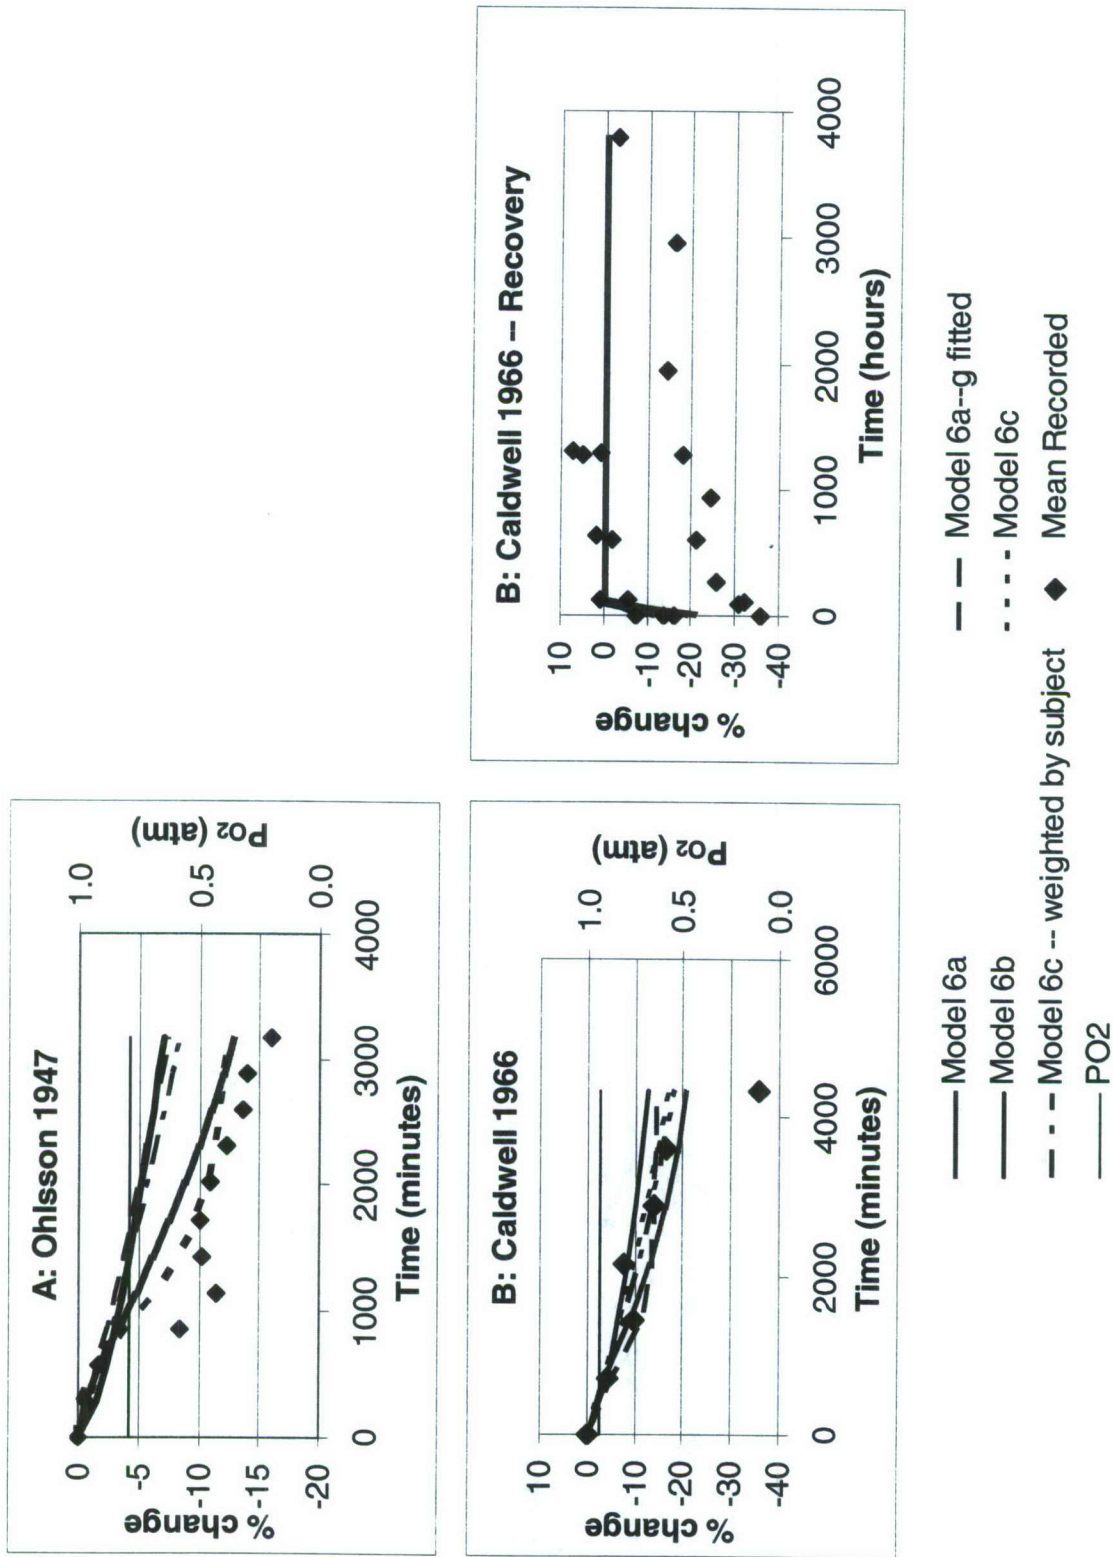 A: Ohlsson 1947
% change
0
-5
-10
-15
-20
0
1000
2000
3000
4000
Time (minutes)
1.0
0.5
0.0
PO2 (atm)
B: Caldwell 1966
% change
10
0
-10
-20
-30
-40
0
2000
4000
6000
Time (minutes)
1.0
0.5
0.0
PO2 (atm)
B: Caldwell 1966 -- Recovery
% change
10
0
-10
-20
-30
-40
0
1000
2000
3000
4000
Time (hours)
Model 6a
Model 6a--g fitted
Model 6b
Model 6c
Model 6c -- weighted by subject
Mean Recorded
PO2